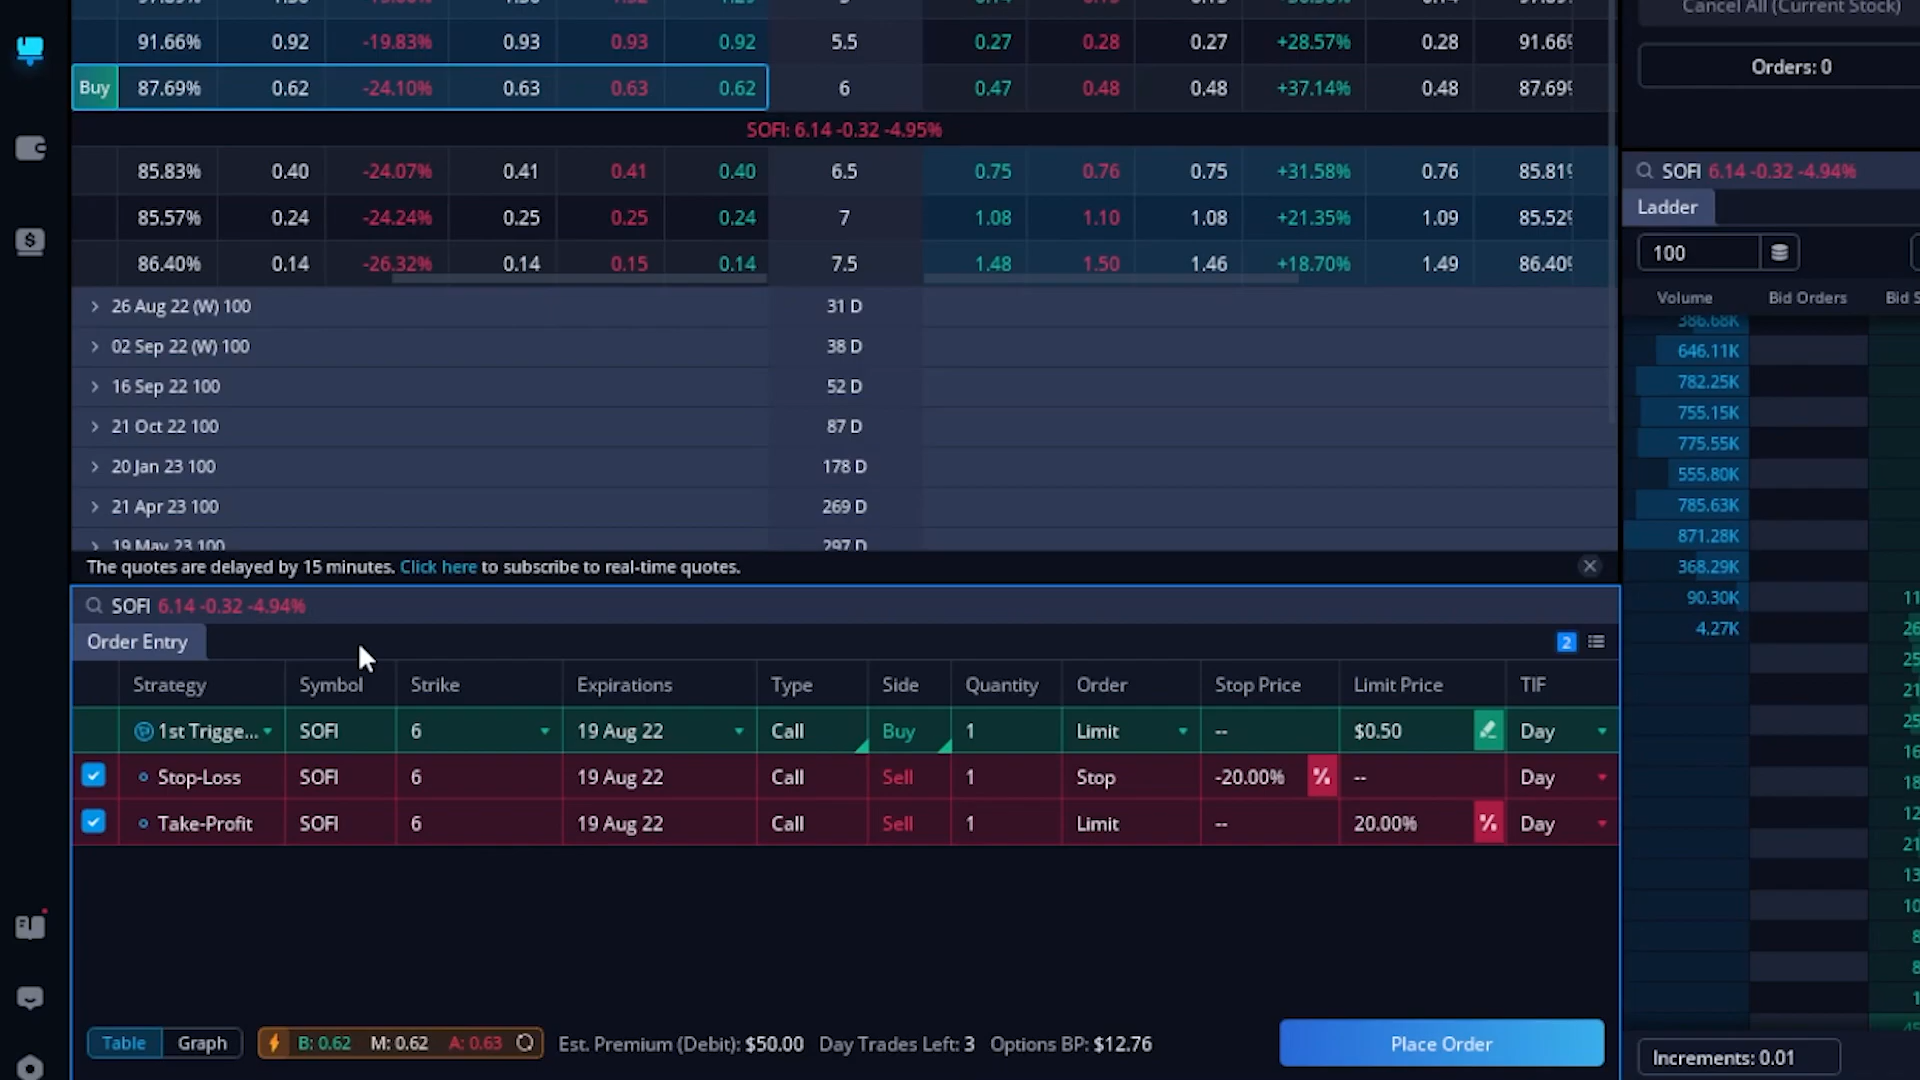 Cancel All (Current Stock)
91.66% 0.92 -19.83% 0.93 0.93 0.92 5.5 0.27 0.28 0.27 +28.57% 0.28
Orders: 0
Buy 87.69% 0.62 -24.10% 0.63 0.63 0.62 6 0.47 0.48 0.48 +37.14% 0.48
SOFI: 6.14 -0.32 -4.95%
85.83% 0.40 -24.07% 0.41 0.41 0.40 6.5 0.75 0.76 0.75 +31.58% 0.76
SOFI 6.14 -0.32 -4.94%
Ladder
85.57% 0.24 -24.24% 0.25 0.25 0.24 7 1.08 1.10 1.08 +21.35% 1.09
100
86.40% 0.14 -26.32% 0.14 0.15 0.14 7.5 1.48 1.50 1.46 +18.70% 1.49
Volume Bid Orders Bid
26 Aug 22 (W) 100 31 D
02 Sep 22 (W) 100 38 D
16 Sep 22 100 52 D
21 Oct 22 100 87 D
20 Jan 23 100 178 D
21 Apr 23 100 269 D
19 May 23 100 297 D
386.68K
646.11K
782.25K
755.15K
775.55K
555.80K
785.63K
871.28K
368.29K
90.30K
4.27K
The quotes are delayed by 15 minutes. Click here to subscribe to real-time quotes.
SOFI 6.14 -0.32 -4.94%
Order Entry 2
Strategy Symbol Strike Expirations Type Side Quantity Order Stop Price Limit Price TIF
1st Trigge... SOFI 6 19 Aug 22 Call Buy 1 Limit -- $0.50 Day
Stop-Loss SOFI 6 19 Aug 22 Call Sell 1 Stop -20.00% % -- Day
Take-Profit SOFI 6 19 Aug 22 Call Sell 1 Limit -- 20.00% % Day
Table Graph B: 0.62 M: 0.62 A: 0.63 Est. Premium (Debit): $50.00 Day Trades Left: 3 Options BP: $12.76 Place Order
Increments: 0.01